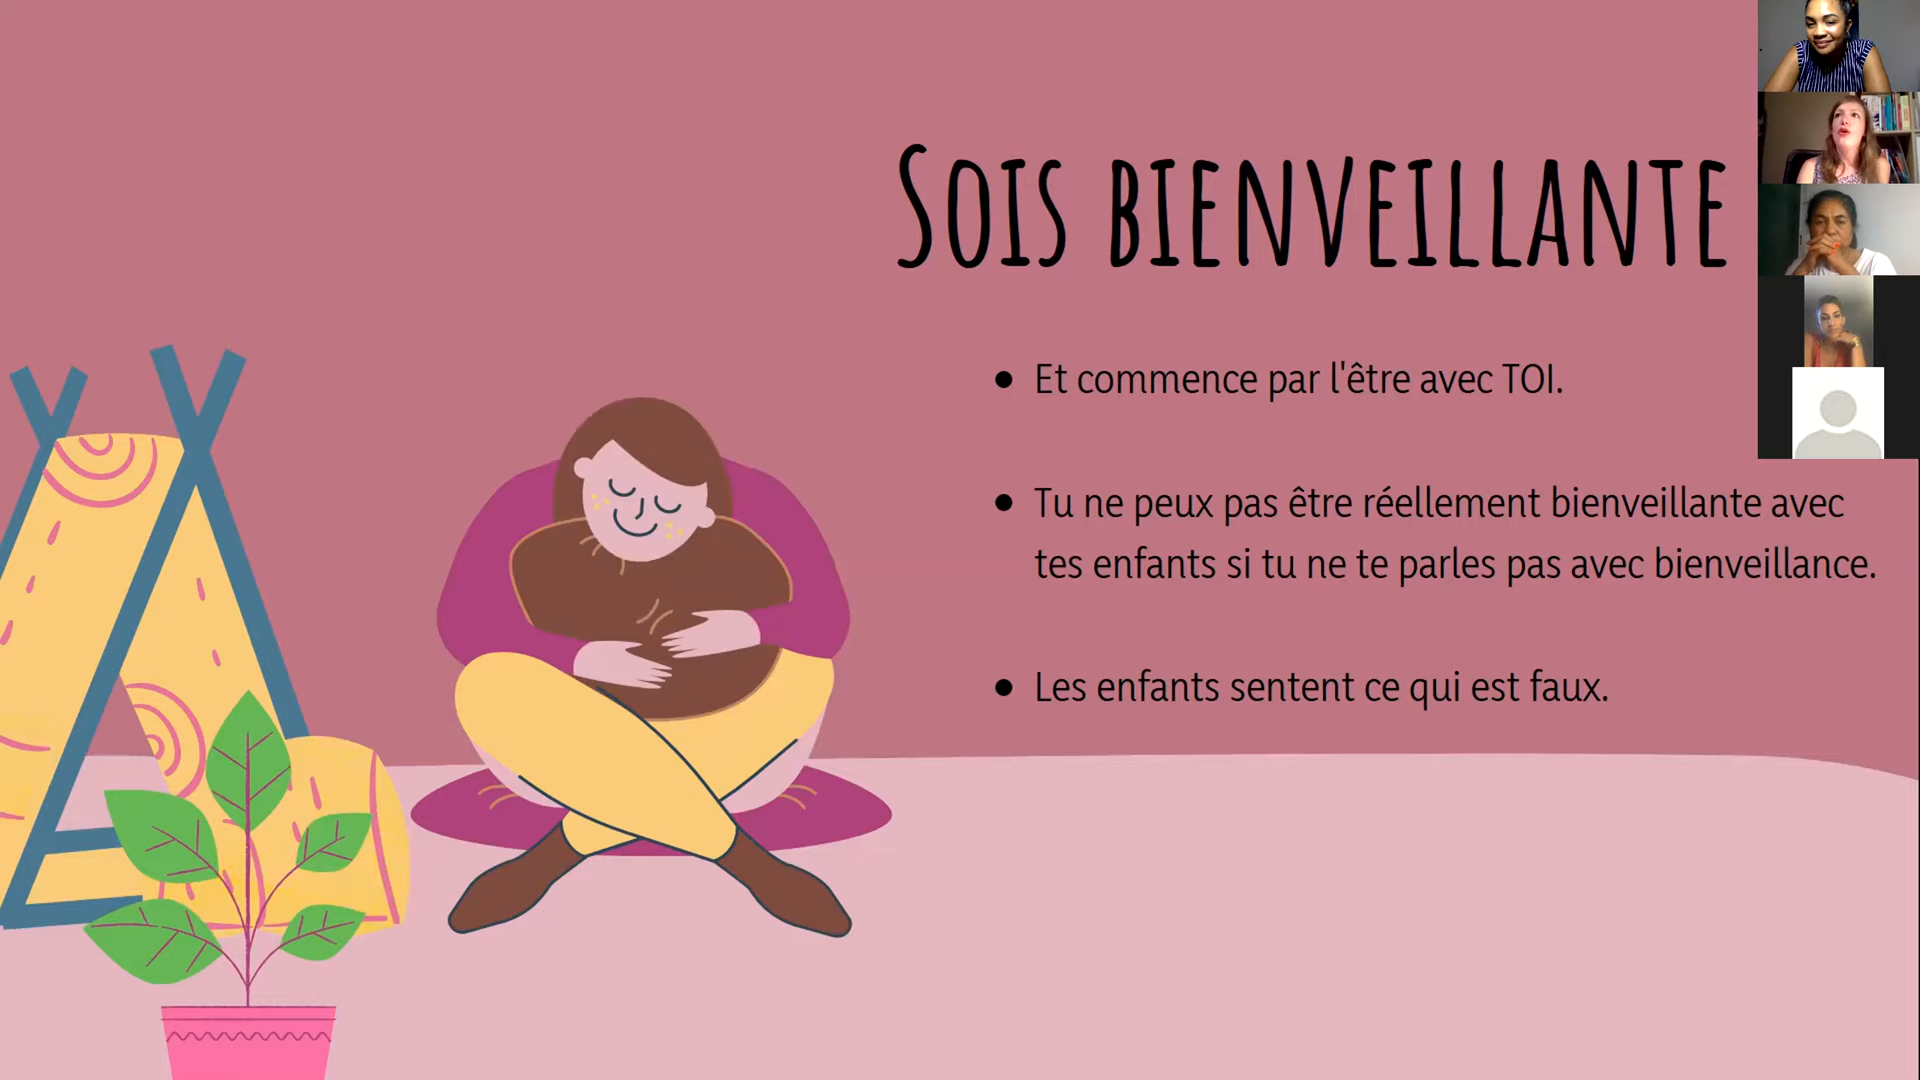 Sois bienveillante
Et commence par l'être avec TOI.
Tu ne peux pas être réellement bienveillante avec
tes enfants si tu ne te parles pas avec bienveillance.
Les enfants sentent ce qui est faux.